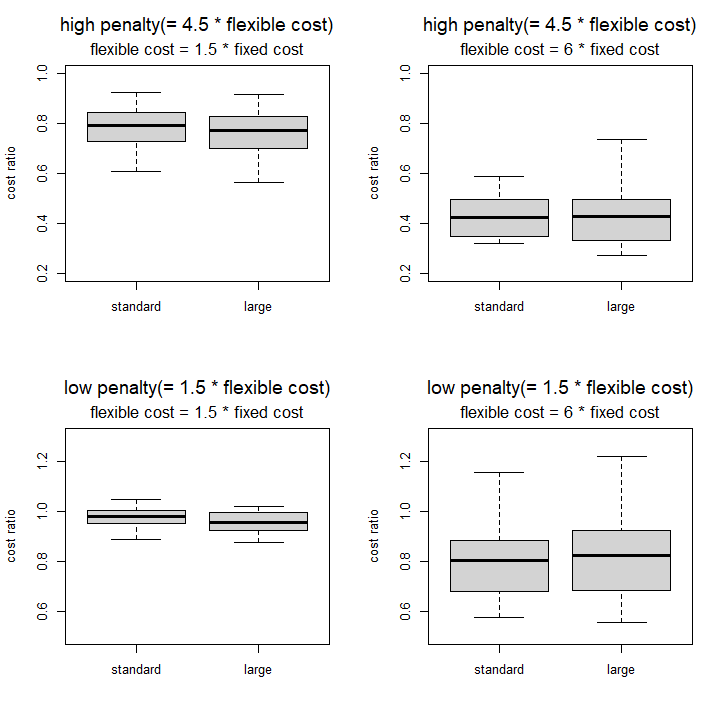 high penalty(= 4.5 * flexible cost)
flexible cost = 1.5 * fixed cost
cost ratio
1.0
0.8
0.6
0.4
0.2
standard
large
high penalty(= 4.5 * flexible cost)
flexible cost = 6 * fixed cost
cost ratio
1.0
0.8
0.6
0.4
0.2
standard
large
low penalty(= 1.5 * flexible cost)
flexible cost = 1.5 * fixed cost
cost ratio
1.2
1.0
0.8
0.6
standard
large
low penalty(= 1.5 * flexible cost)
flexible cost = 6 * fixed cost
cost ratio
1.2
1.0
0.8
0.6
standard
large